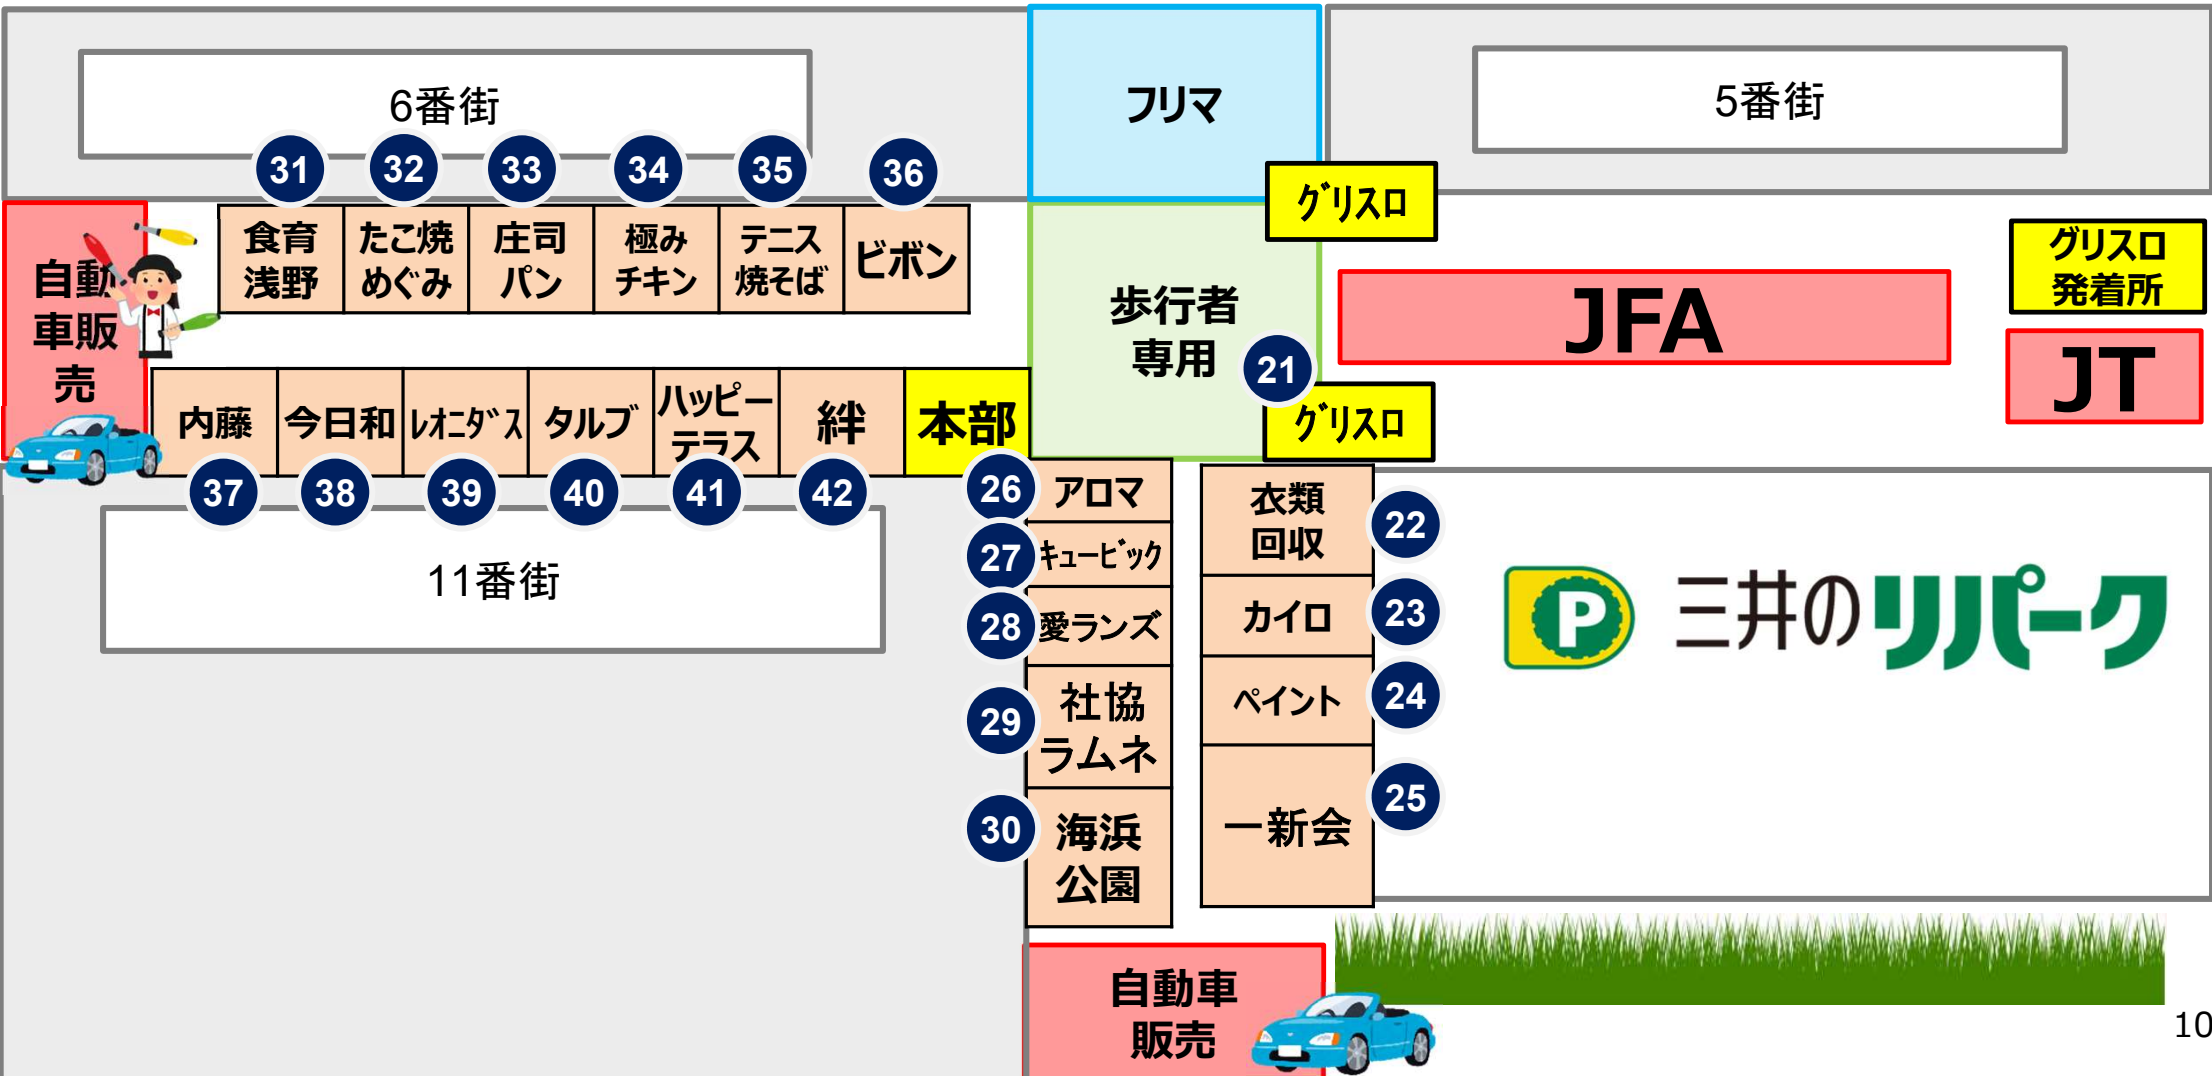 6番街
フリマ
5番街
31
32
33
34
35
36
グリスロ
食育
浅野
たこ焼
めぐみ
庄司
パン
極み
チキン
テニス
焼そば
ビボン
自動
車販
売
歩行者
専用
21
JFA
グリスロ
発着所
JT
内藤
今日和
レオニダス
タルブ
ハッピー
テラス
絆
本部
グリスロ
37
38
39
40
41
42
11番街
26
アロマ
27
キュービック
28
愛ランズ
29
社協
ラムネ
30
海浜
公園
衣類
回収
22
カイロ
23
ペイント
24
一新会
25
P 三井のリパーク
自動車
販売
10